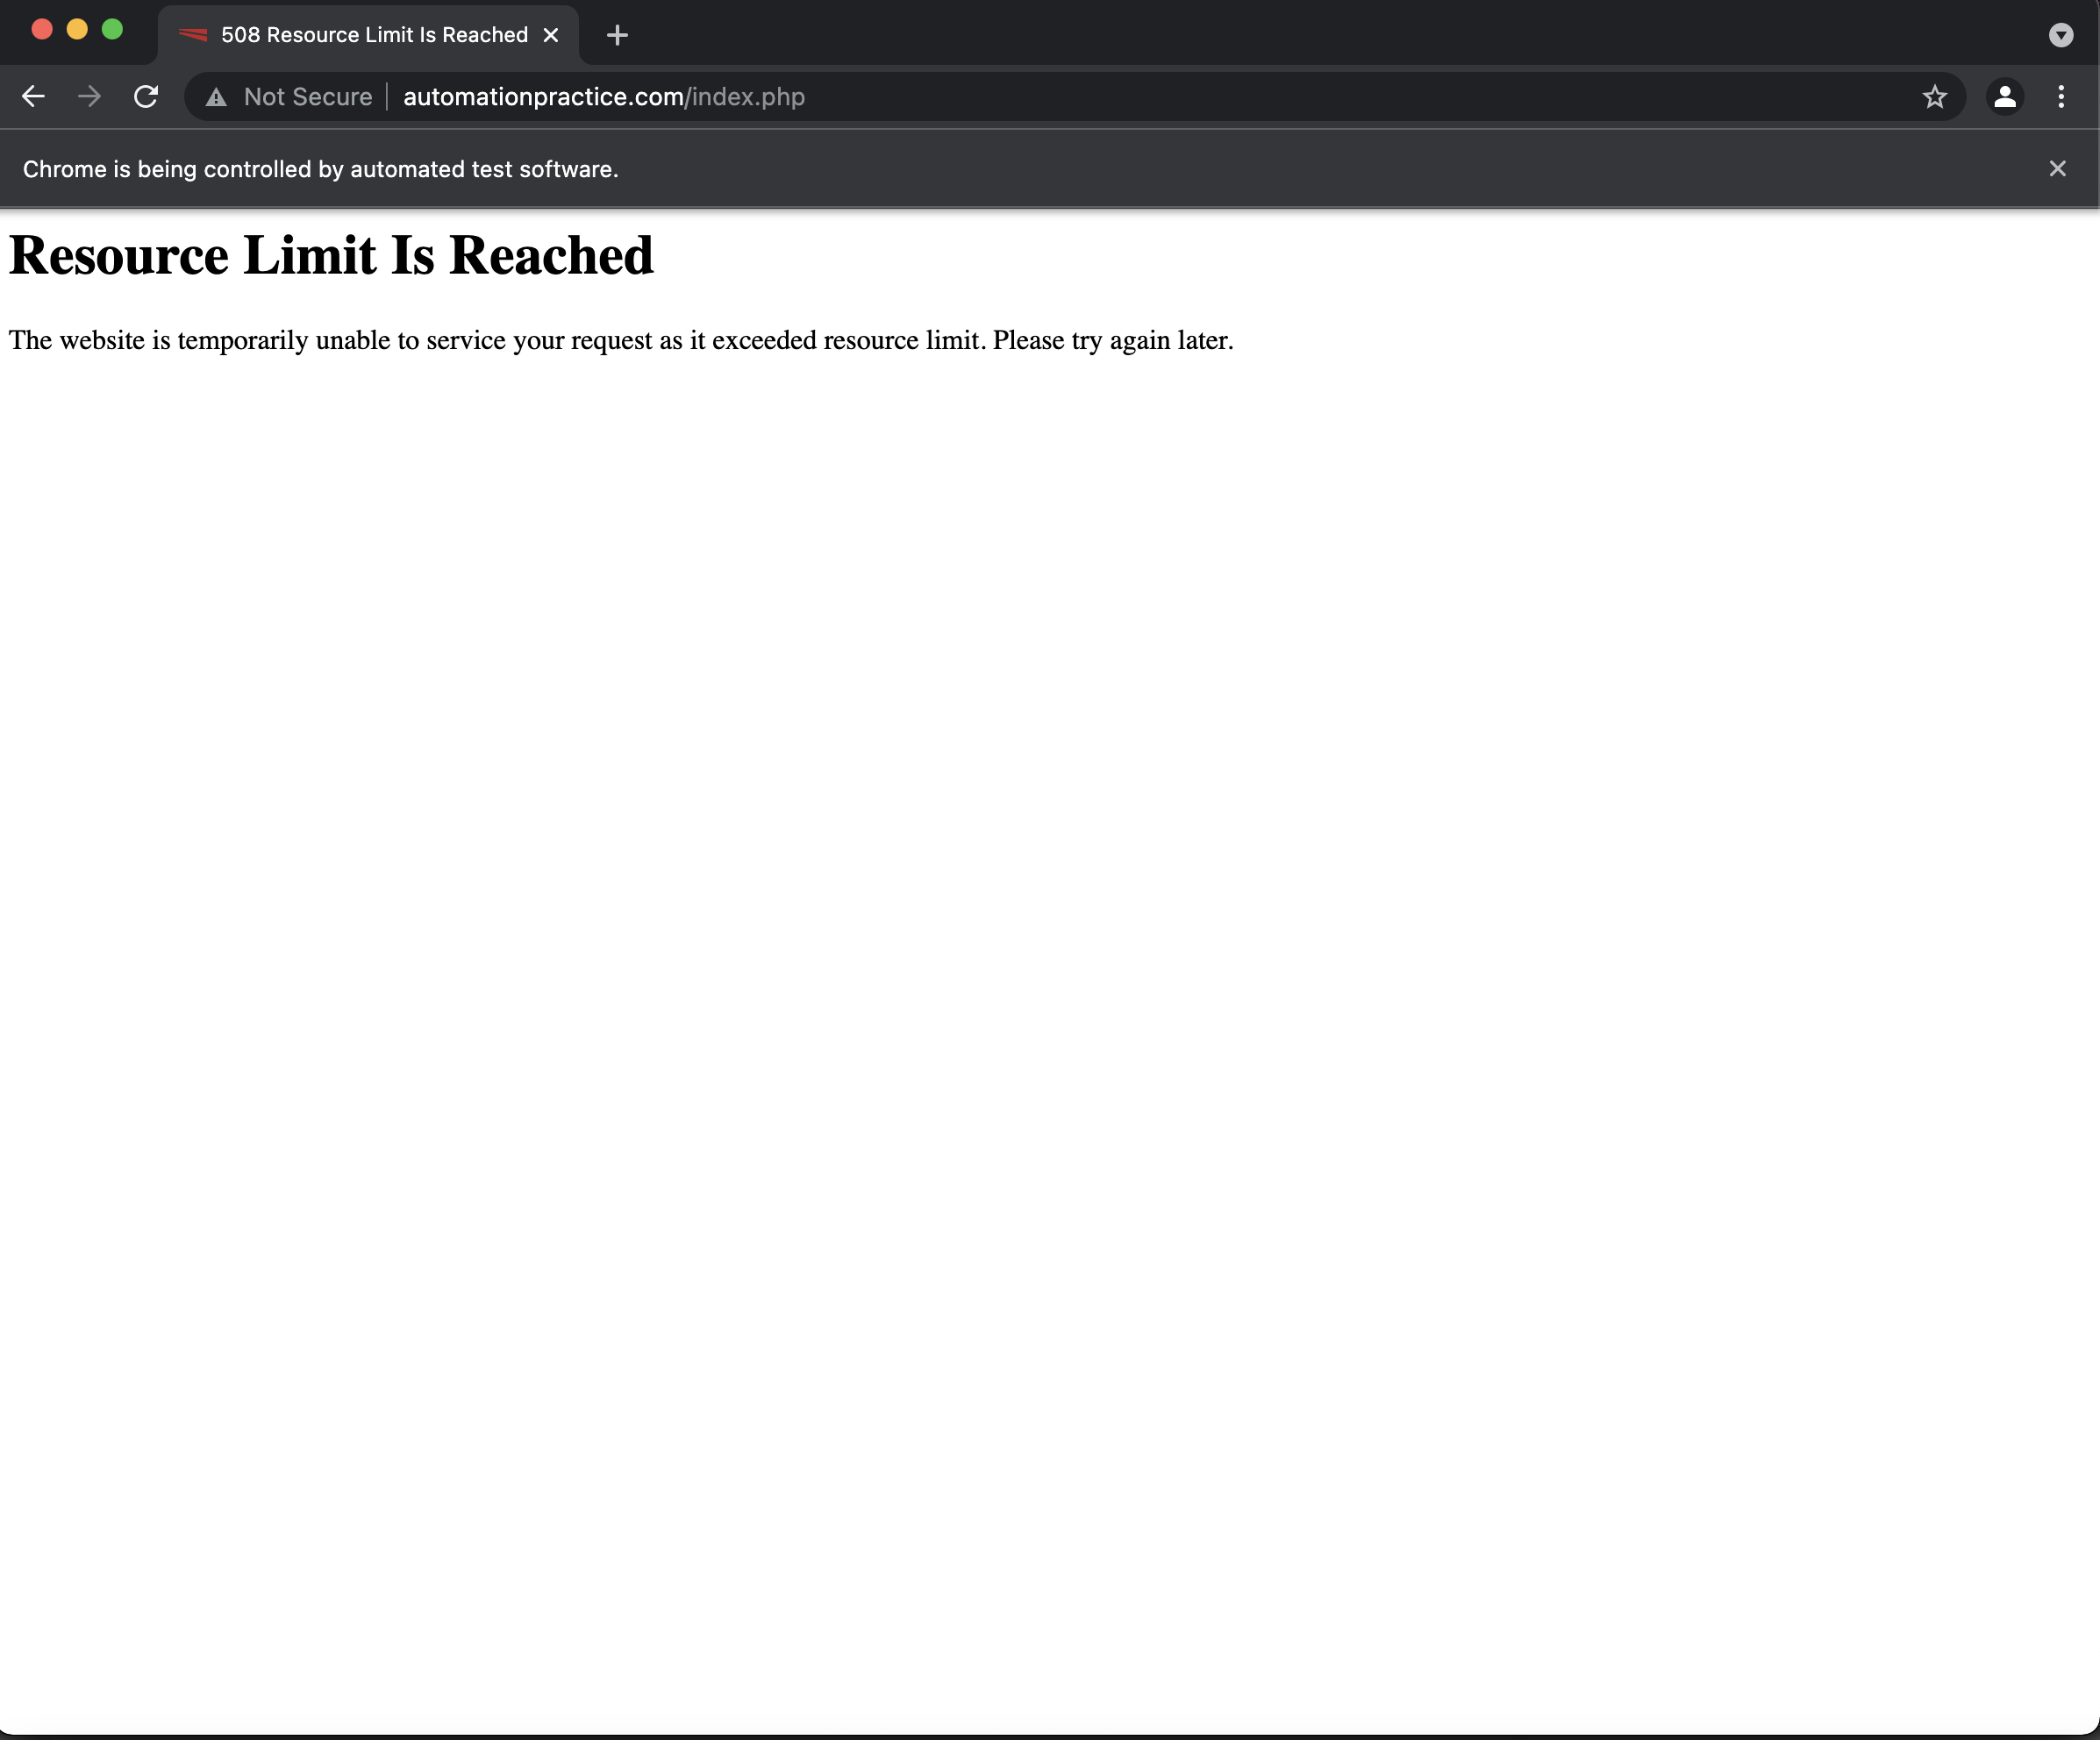 508 Resource Limit Is Reached
Not Secure automationpractice.com/index.php
Chrome is being controlled by automated test software.
Resource Limit Is Reached
The website is temporarily unable to service your request as it exceeded resource limit. Please try again later.